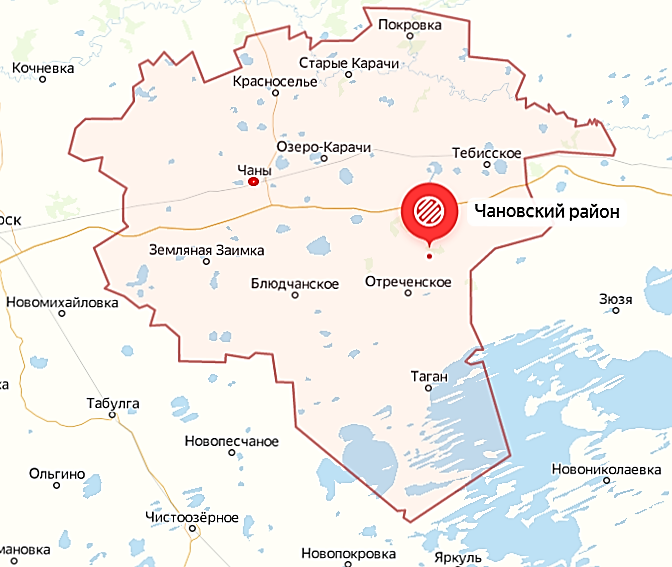 Покровка
Старые Карачи
Кочневка
Красноселье
Озеро-Карачи
Тебисское
Чаны
Чановский район
Земляная Заимка
Блюдчанское
Отреченское
Новомихайловка
Зюзя
Таган
Табулга
Новопесчаное
Новониколаевка
Ольгино
Чистоозёрное
Новопокровка
Яркуль